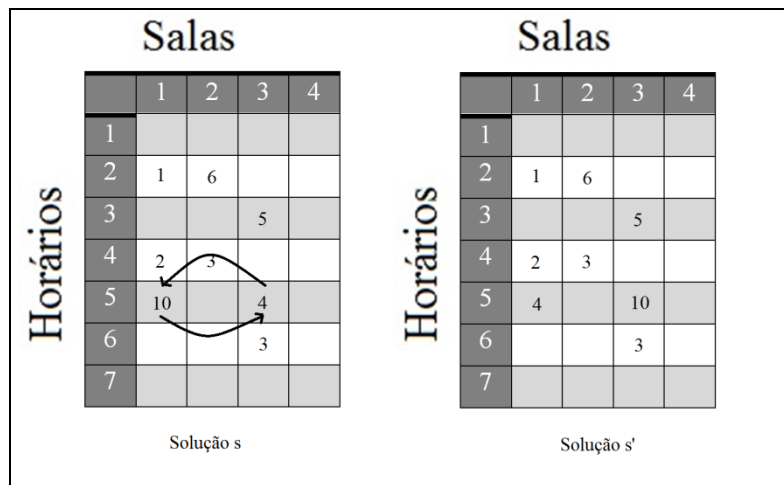 Salas Salas
1 2 3 4 1 2 3 4
1 1
2 1 6 2 1 6
3 5 3 5
Horários 4 2 3 Horários 4 2 3
5 10 4 5 4 10
6 3 6 3
7 7
Solução s Solução s'